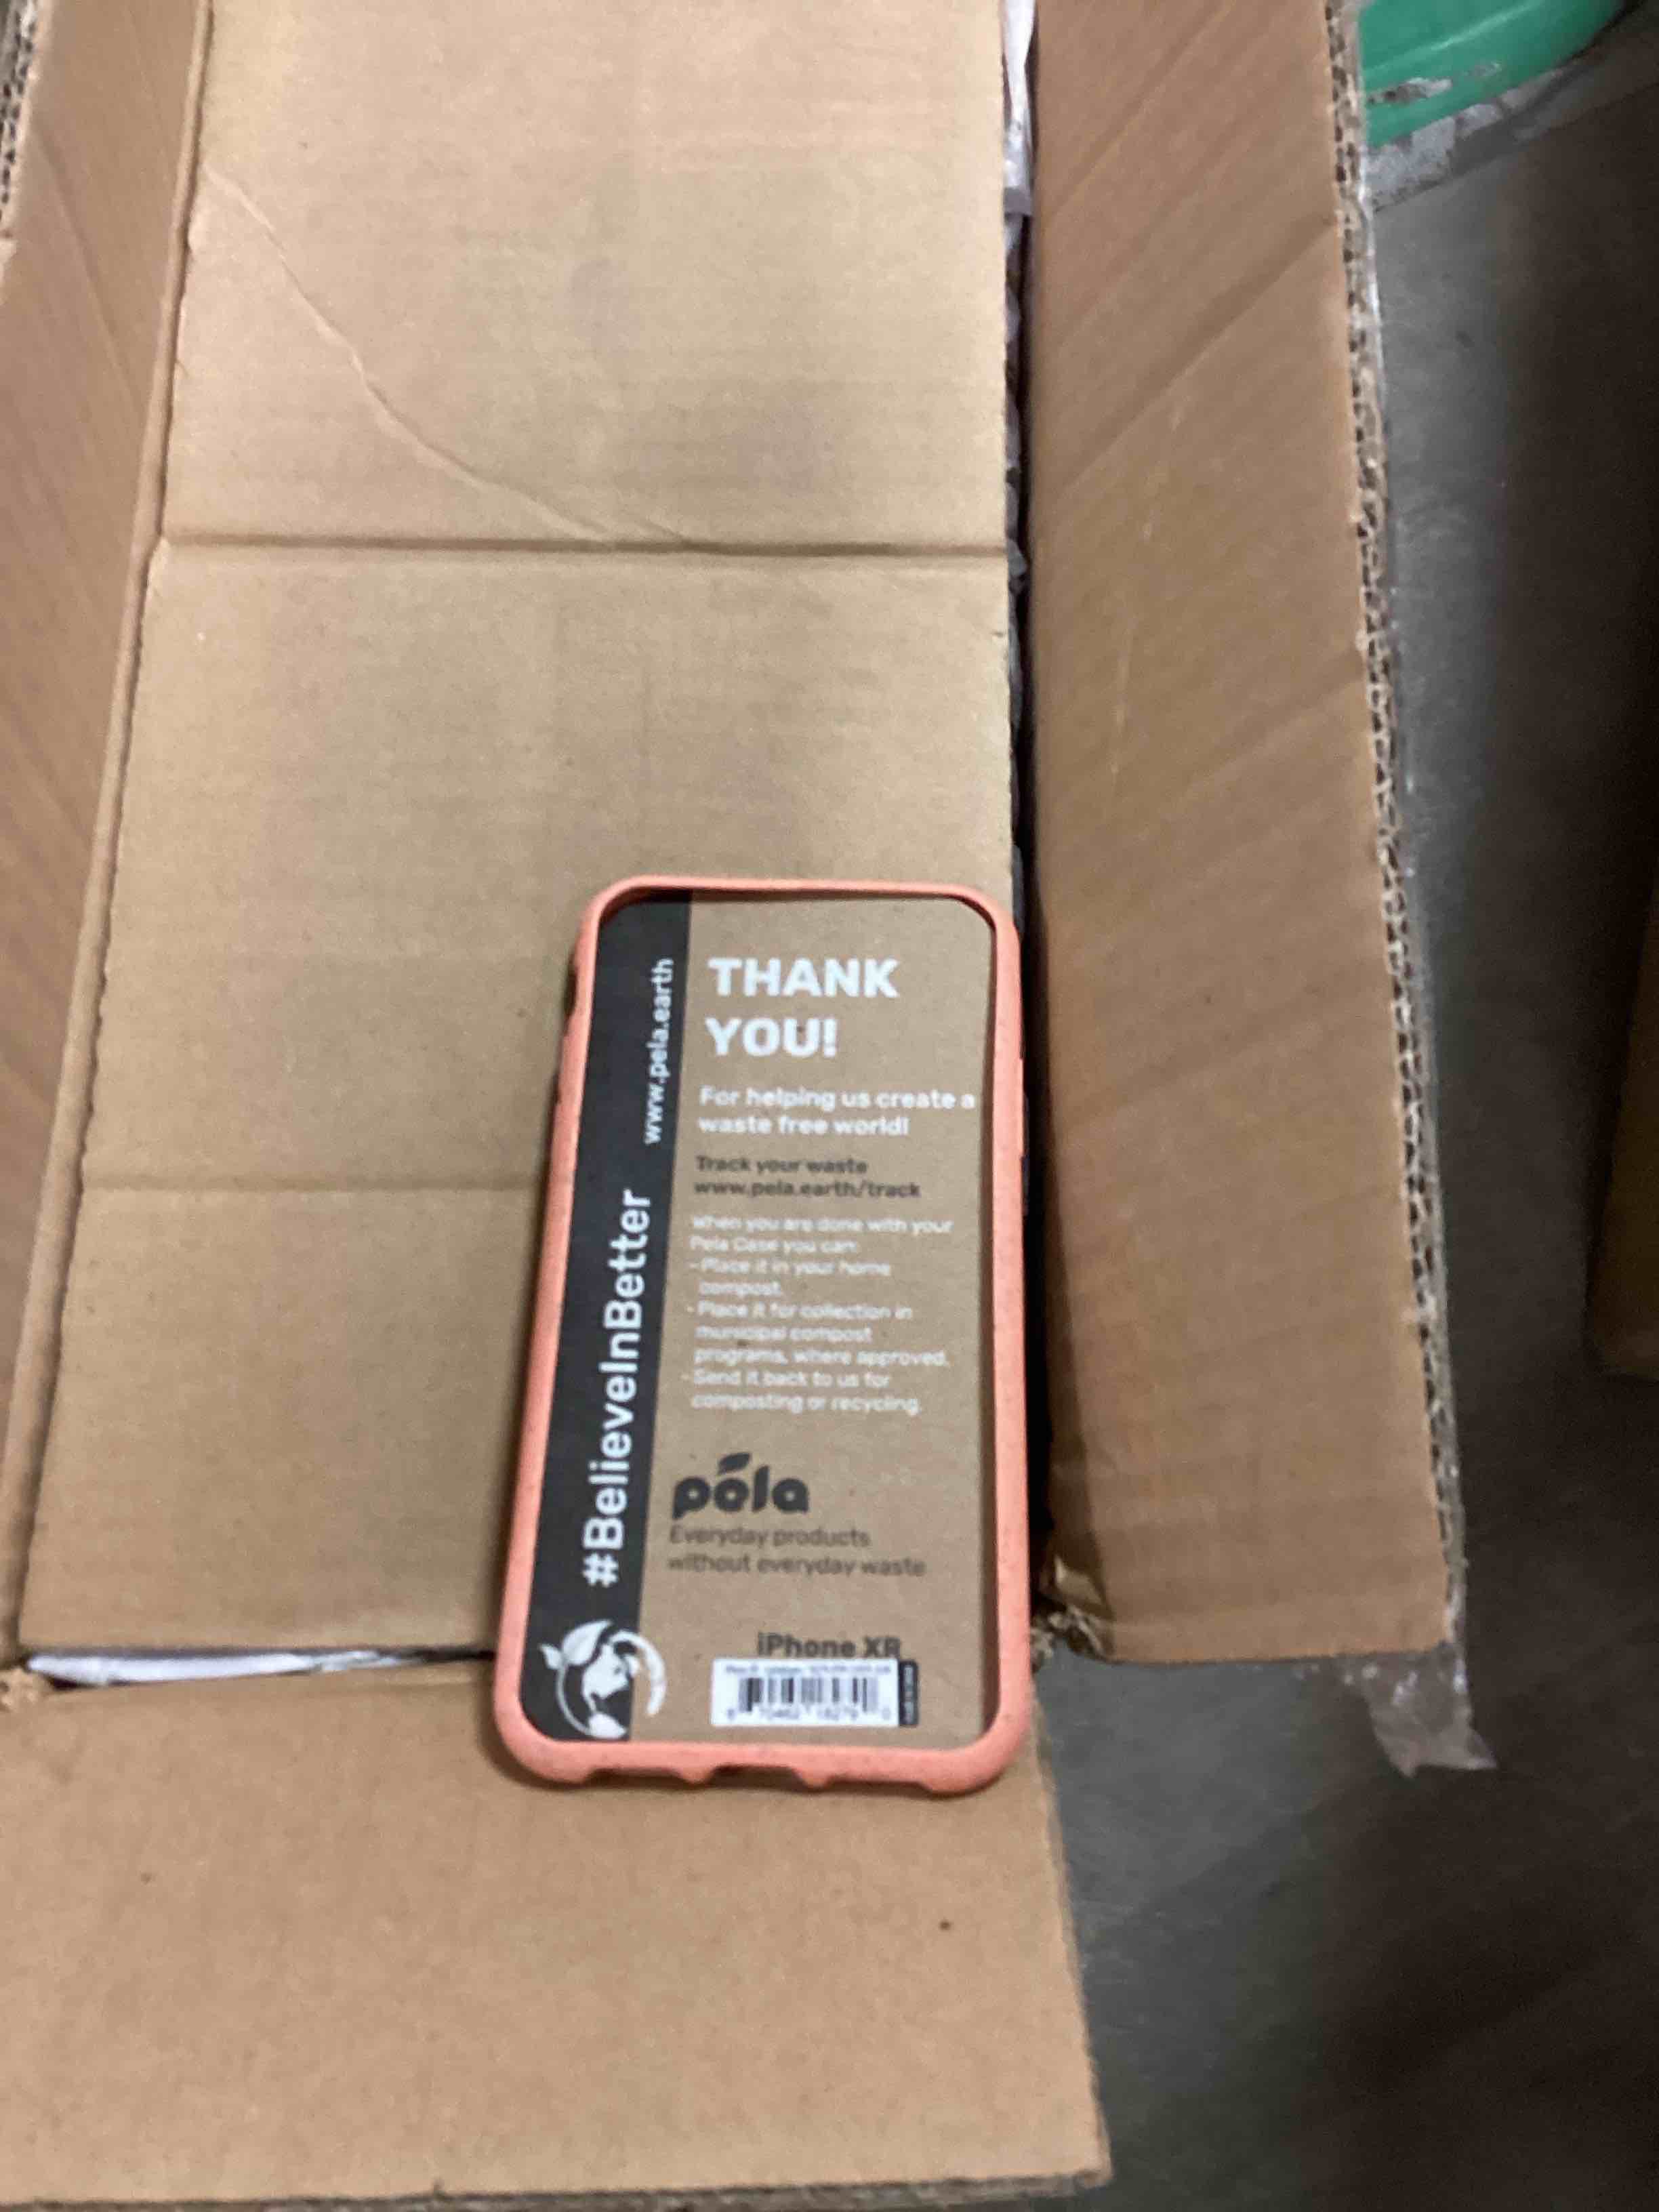 THANK
YOU!
For helping us create a
waste free world!
Track your waste
www.pela.earth/track
When you are done with your
Pela Case you can:
- Place it in your home
compost.
- Place it for collection in
municipal compost
programs, where approved.
- Send it back to us for
composting or recycling.
pela
Everyday products
without everyday waste
iPhone XR
#BelieveInBetter
www.pela.earth